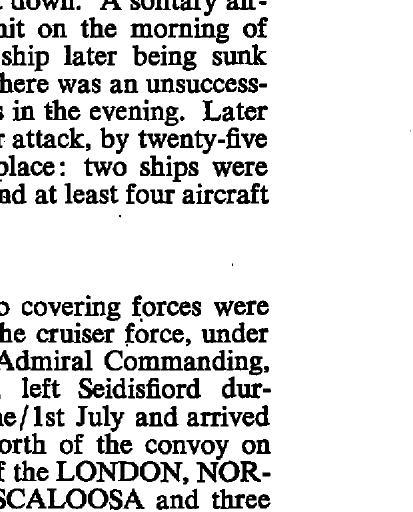 down. A solitary air-
hit on the morning of
ship later being sunk
here was an unsuccess-
in the evening. Later
attack, by twenty-five
place: two ships were
nd at least four aircraft
covering forces were
he cruiser force, under
Admiral Commanding,
left Seidisfiord dur-
ne/1st July and arrived
orth of the convoy on
f the LONDON, NOR-
SCALOOSA and three